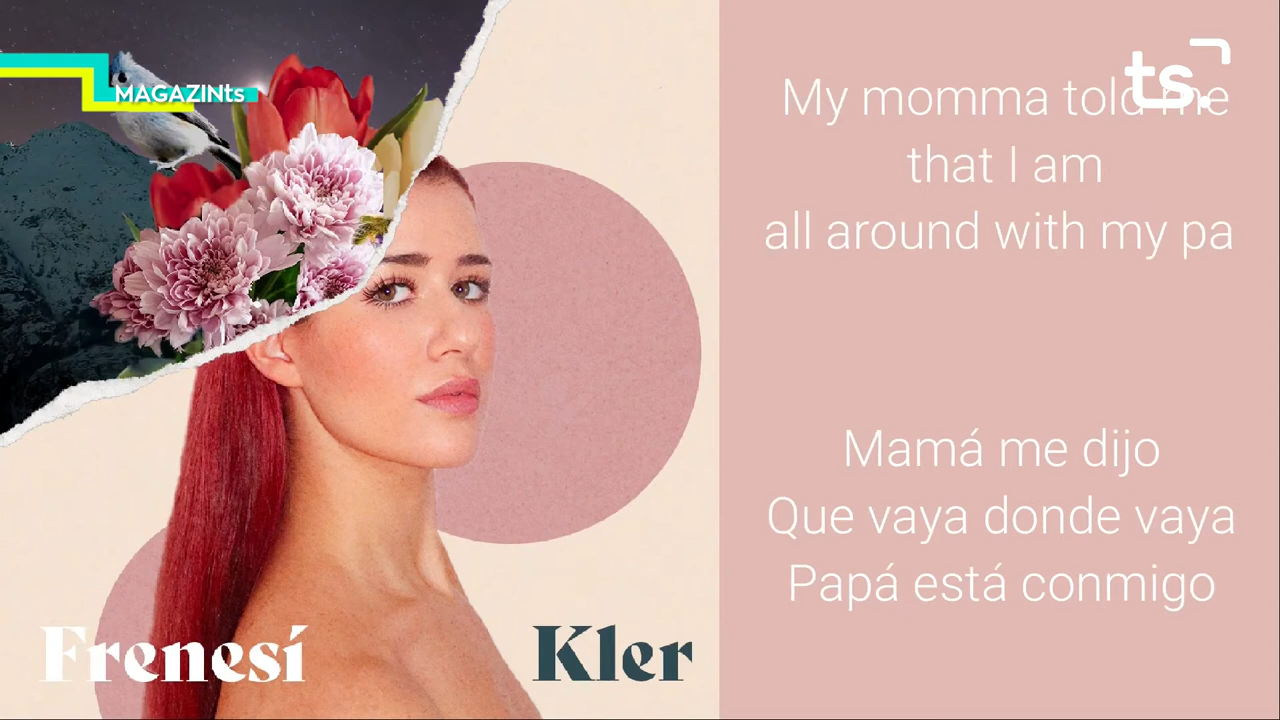 MAGAZINts
ts.
My momma told me
that I am
all around with my pa
Mamá me dijo
Que vaya donde vaya
Papá está conmigo
Frenesí
Kler